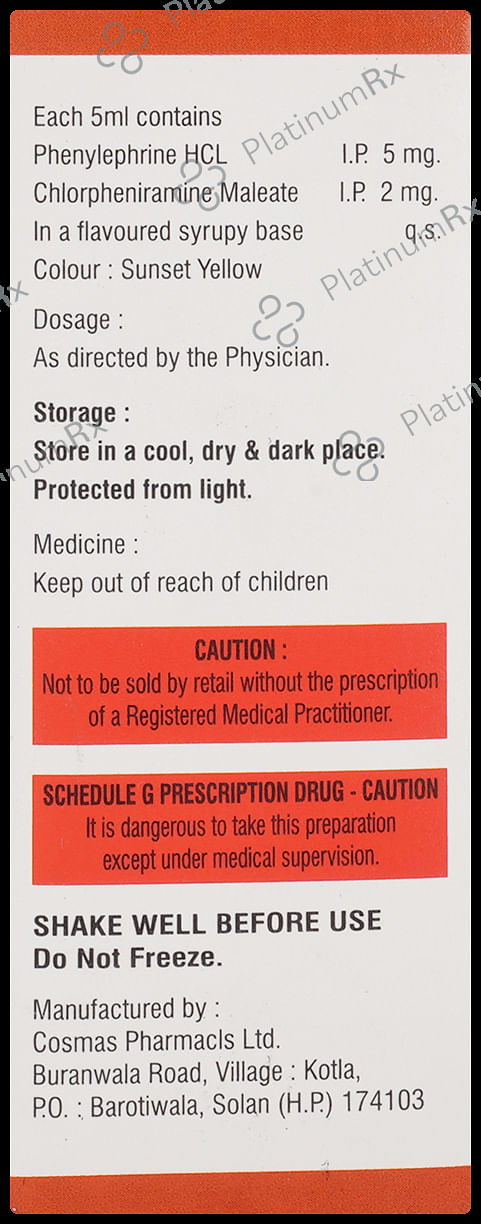 PlatinumRx
Each 5ml contains
Phenylephrine HCL I.P. 5 mg.
Chlorpheniramine Maleate I.P. 2 mg.
In a flavoured syrupy base q.s.
Colour : Sunset Yellow
PlatinumRx
Dosage :
As directed by the Physician.
Storage :
Store in a cool, dry & dark place.
Protected from light.
Medicine :
Keep out of reach of children
CAUTION :
Not to be sold by retail without the prescription
of a Registered Medical Practitioner.
SCHEDULE G PRESCRIPTION DRUG - CAUTION
It is dangerous to take this preparation
except under medical supervision.
SHAKE WELL BEFORE USE
Do Not Freeze.
Manufactured by :
Cosmas Pharmacls Ltd.
Buranwala Road, Village : Kotla,
P.O. : Barotiwala, Solan (H.P.) 174103